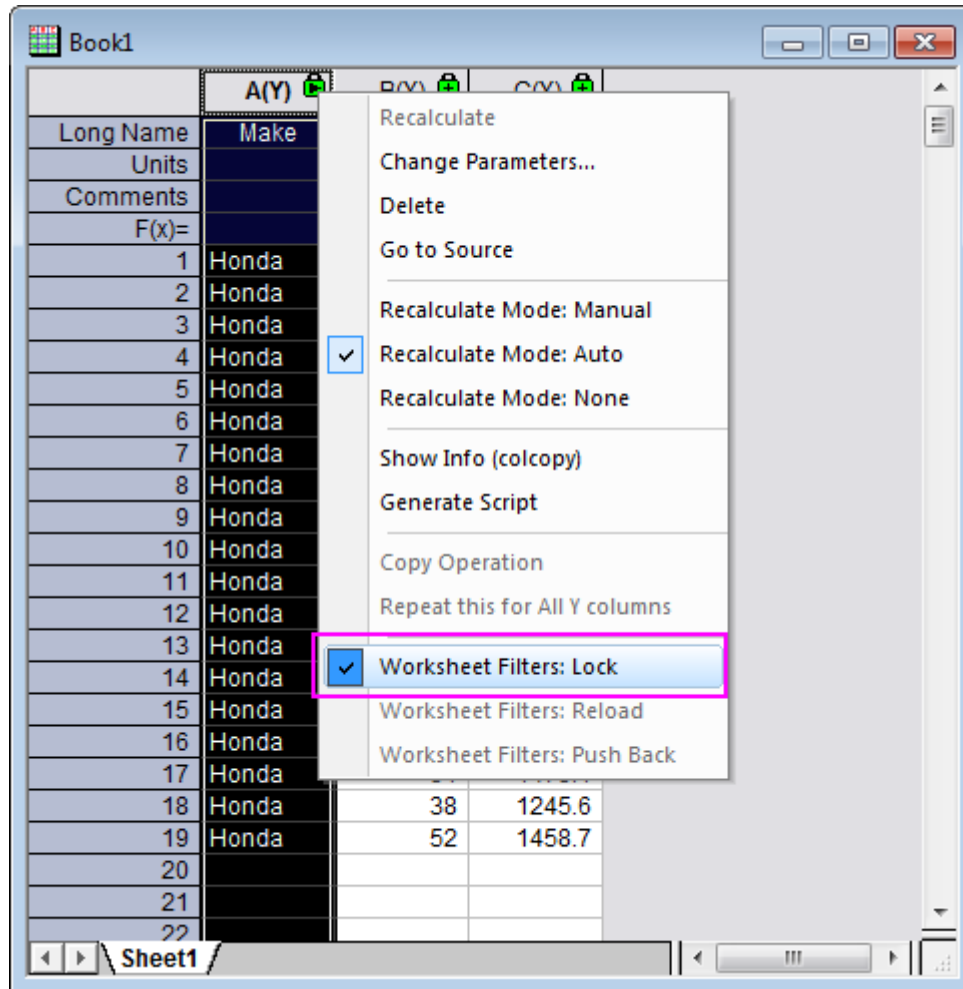 Book1
A(Y) B(Y) C(Y)
Long Name Make
Units
Comments
F(x)=
1 Honda
2 Honda
3 Honda
4 Honda
5 Honda
6 Honda
7 Honda
8 Honda
9 Honda
10 Honda
11 Honda
12 Honda
13 Honda
14 Honda
15 Honda
16 Honda
17 Honda
18 Honda 38 1245.6
19 Honda 52 1458.7
20
21
22
Recalculate
Change Parameters...
Delete
Go to Source
Recalculate Mode: Manual
Recalculate Mode: Auto
Recalculate Mode: None
Show Info (colcopy)
Generate Script
Copy Operation
Repeat this for All Y columns
Worksheet Filters: Lock
Worksheet Filters: Reload
Worksheet Filters: Push Back
Sheet1